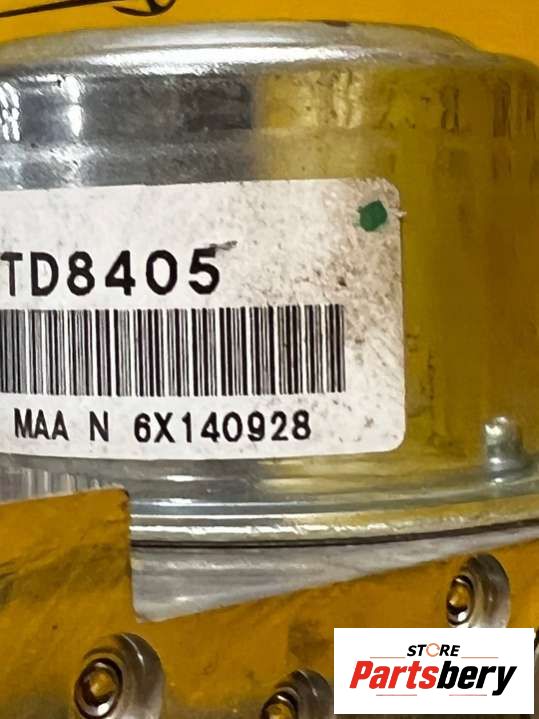 TD8405
MAA N 6X140928
STORE
Partsbery